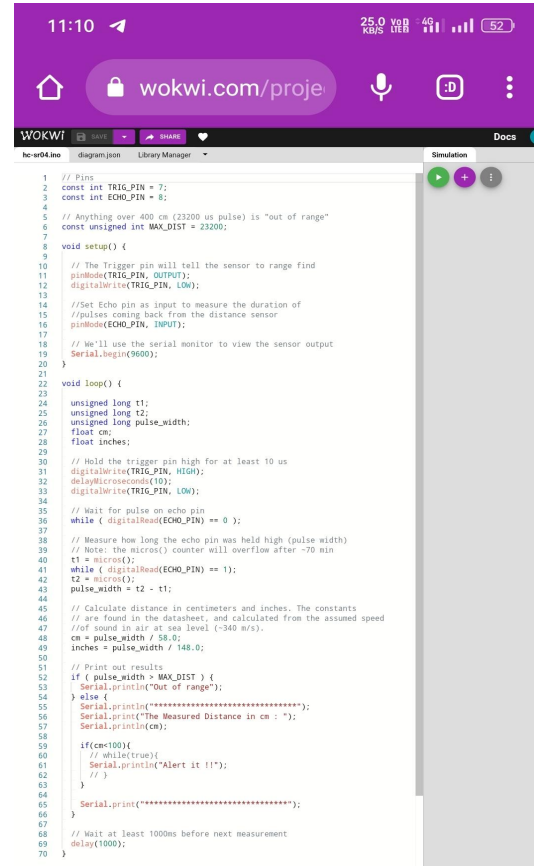 11:10
25.0 KB/S VoD LTE 4G 52
wokwi.com/proje :D
WOKWI SAVE SHARE Docs
hc-sr04.ino diagram.json Library Manager Simulation
1 // Pins
2 const int TRIG_PIN = 7;
3 const int ECHO_PIN = 8;
4
5 // Anything over 400 cm (23200 us pulse) is "out of range"
6 const unsigned int MAX_DIST = 23200;
7
8 void setup() {
9
10 // The Trigger pin will tell the sensor to range find
11 pinMode(TRIG_PIN, OUTPUT);
12 digitalWrite(TRIG_PIN, LOW);
13
14 //Set Echo pin as input to measure the duration of
15 //pulses coming back from the distance sensor
16 pinMode(ECHO_PIN, INPUT);
17
18 // We'll use the serial monitor to view the sensor output
19 Serial.begin(9600);
20 }
21
22 void loop() {
23
24 unsigned long t1;
25 unsigned long t2;
26 unsigned long pulse_width;
27 float cm;
28 float inches;
29
30 // Hold the trigger pin high for at least 10 us
31 digitalWrite(TRIG_PIN, HIGH);
32 delayMicroseconds(10);
33 digitalWrite(TRIG_PIN, LOW);
34
35 // Wait for pulse on echo pin
36 while ( digitalRead(ECHO_PIN) == 0 );
37
38 // Measure how long the echo pin was held high (pulse width)
39 // Note: the micros() counter will overflow after ~70 min
40 t1 = micros();
41 while ( digitalRead(ECHO_PIN) == 1);
42 t2 = micros();
43 pulse_width = t2 - t1;
44
45 // Calculate distance in centimeters and inches. The constants
46 // are found in the datasheet, and calculated from the assumed speed
47 //of sound in air at sea level (~340 m/s).
48 cm = pulse_width / 58.0;
49 inches = pulse_width / 148.0;
50
51 // Print out results
52 if ( pulse_width > MAX_DIST ) {
53 Serial.println("Out of range");
54 } else {
55 Serial.println("*******************************");
56 Serial.print("The Measured Distance in cm : ");
57 Serial.println(cm);
58
59 if(cm<100){
60 // while(true){
61 Serial.println("Alert it !!");
62 // }
63 }
64
65 Serial.print("*******************************");
66 }
67
68 // Wait at least 1000ms before next measurement
69 delay(1000);
70 }